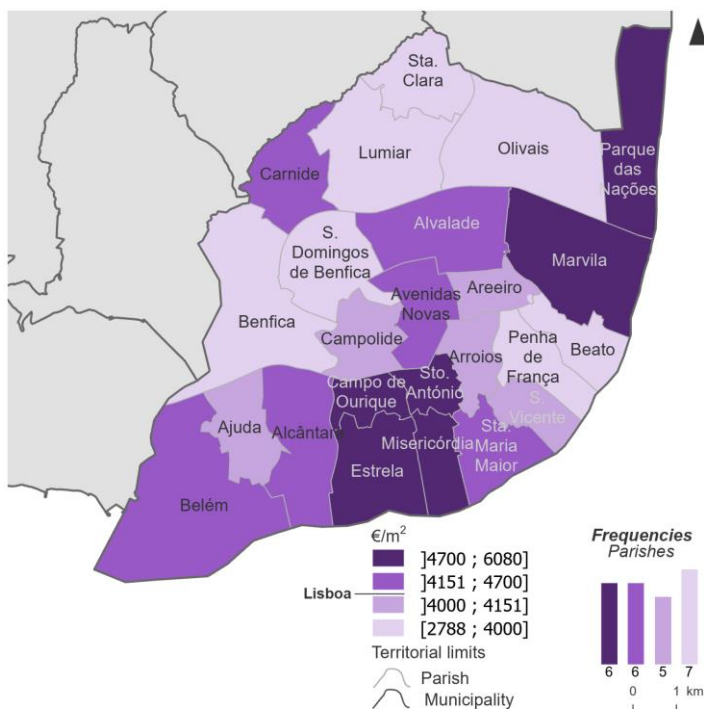 Sta.
Clara
Lumiar
Olivais
Parque
das
Nações
Carnide
Alvalade
S.
Domingos
de Benfica
Marvila
Avenidas
Novas
Areeiro
Benfica
Campolide
Penha
de
França
Beato
Arroios
Sto.
António
Campo de
Ourique
S.
Vicente
Ajuda
Alcântara
Misericórdia
Sta.
Maria
Maior
Estrela
Belém
€/m²
]4700 ; 6080]
]4151 ; 4700]
Lisboa
]4000 ; 4151]
[2788 ; 4000]
Territorial limits
Parish
Municipality
Frequencies
Parishes
6 6 5 7
0 1 km